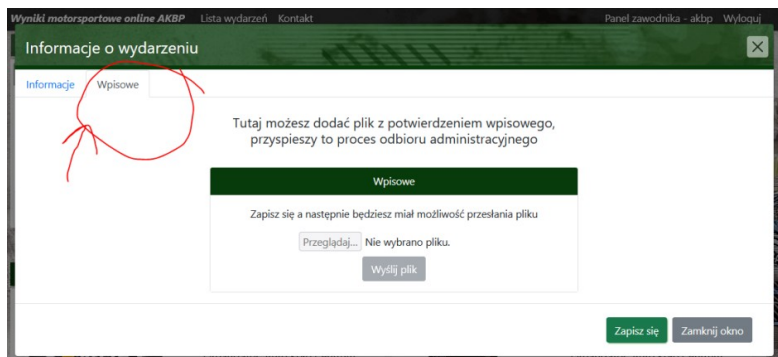 Wyniki motorsportowe online AKBP Lista wydarzeń Kontakt Panel zawodnika - akbp Wyloguj
Informacje o wydarzeniu
Informacje Wpisowe
Tutaj możesz dodać plik z potwierdzeniem wpisowego,
przyspieszy to proces odbioru administracyjnego
Wpisowe
Zapisz się a następnie będziesz miał możliwość przesłania pliku
Przeglądaj... Nie wybrano pliku.
Wyślij plik
Zapisz się Zamknij okno